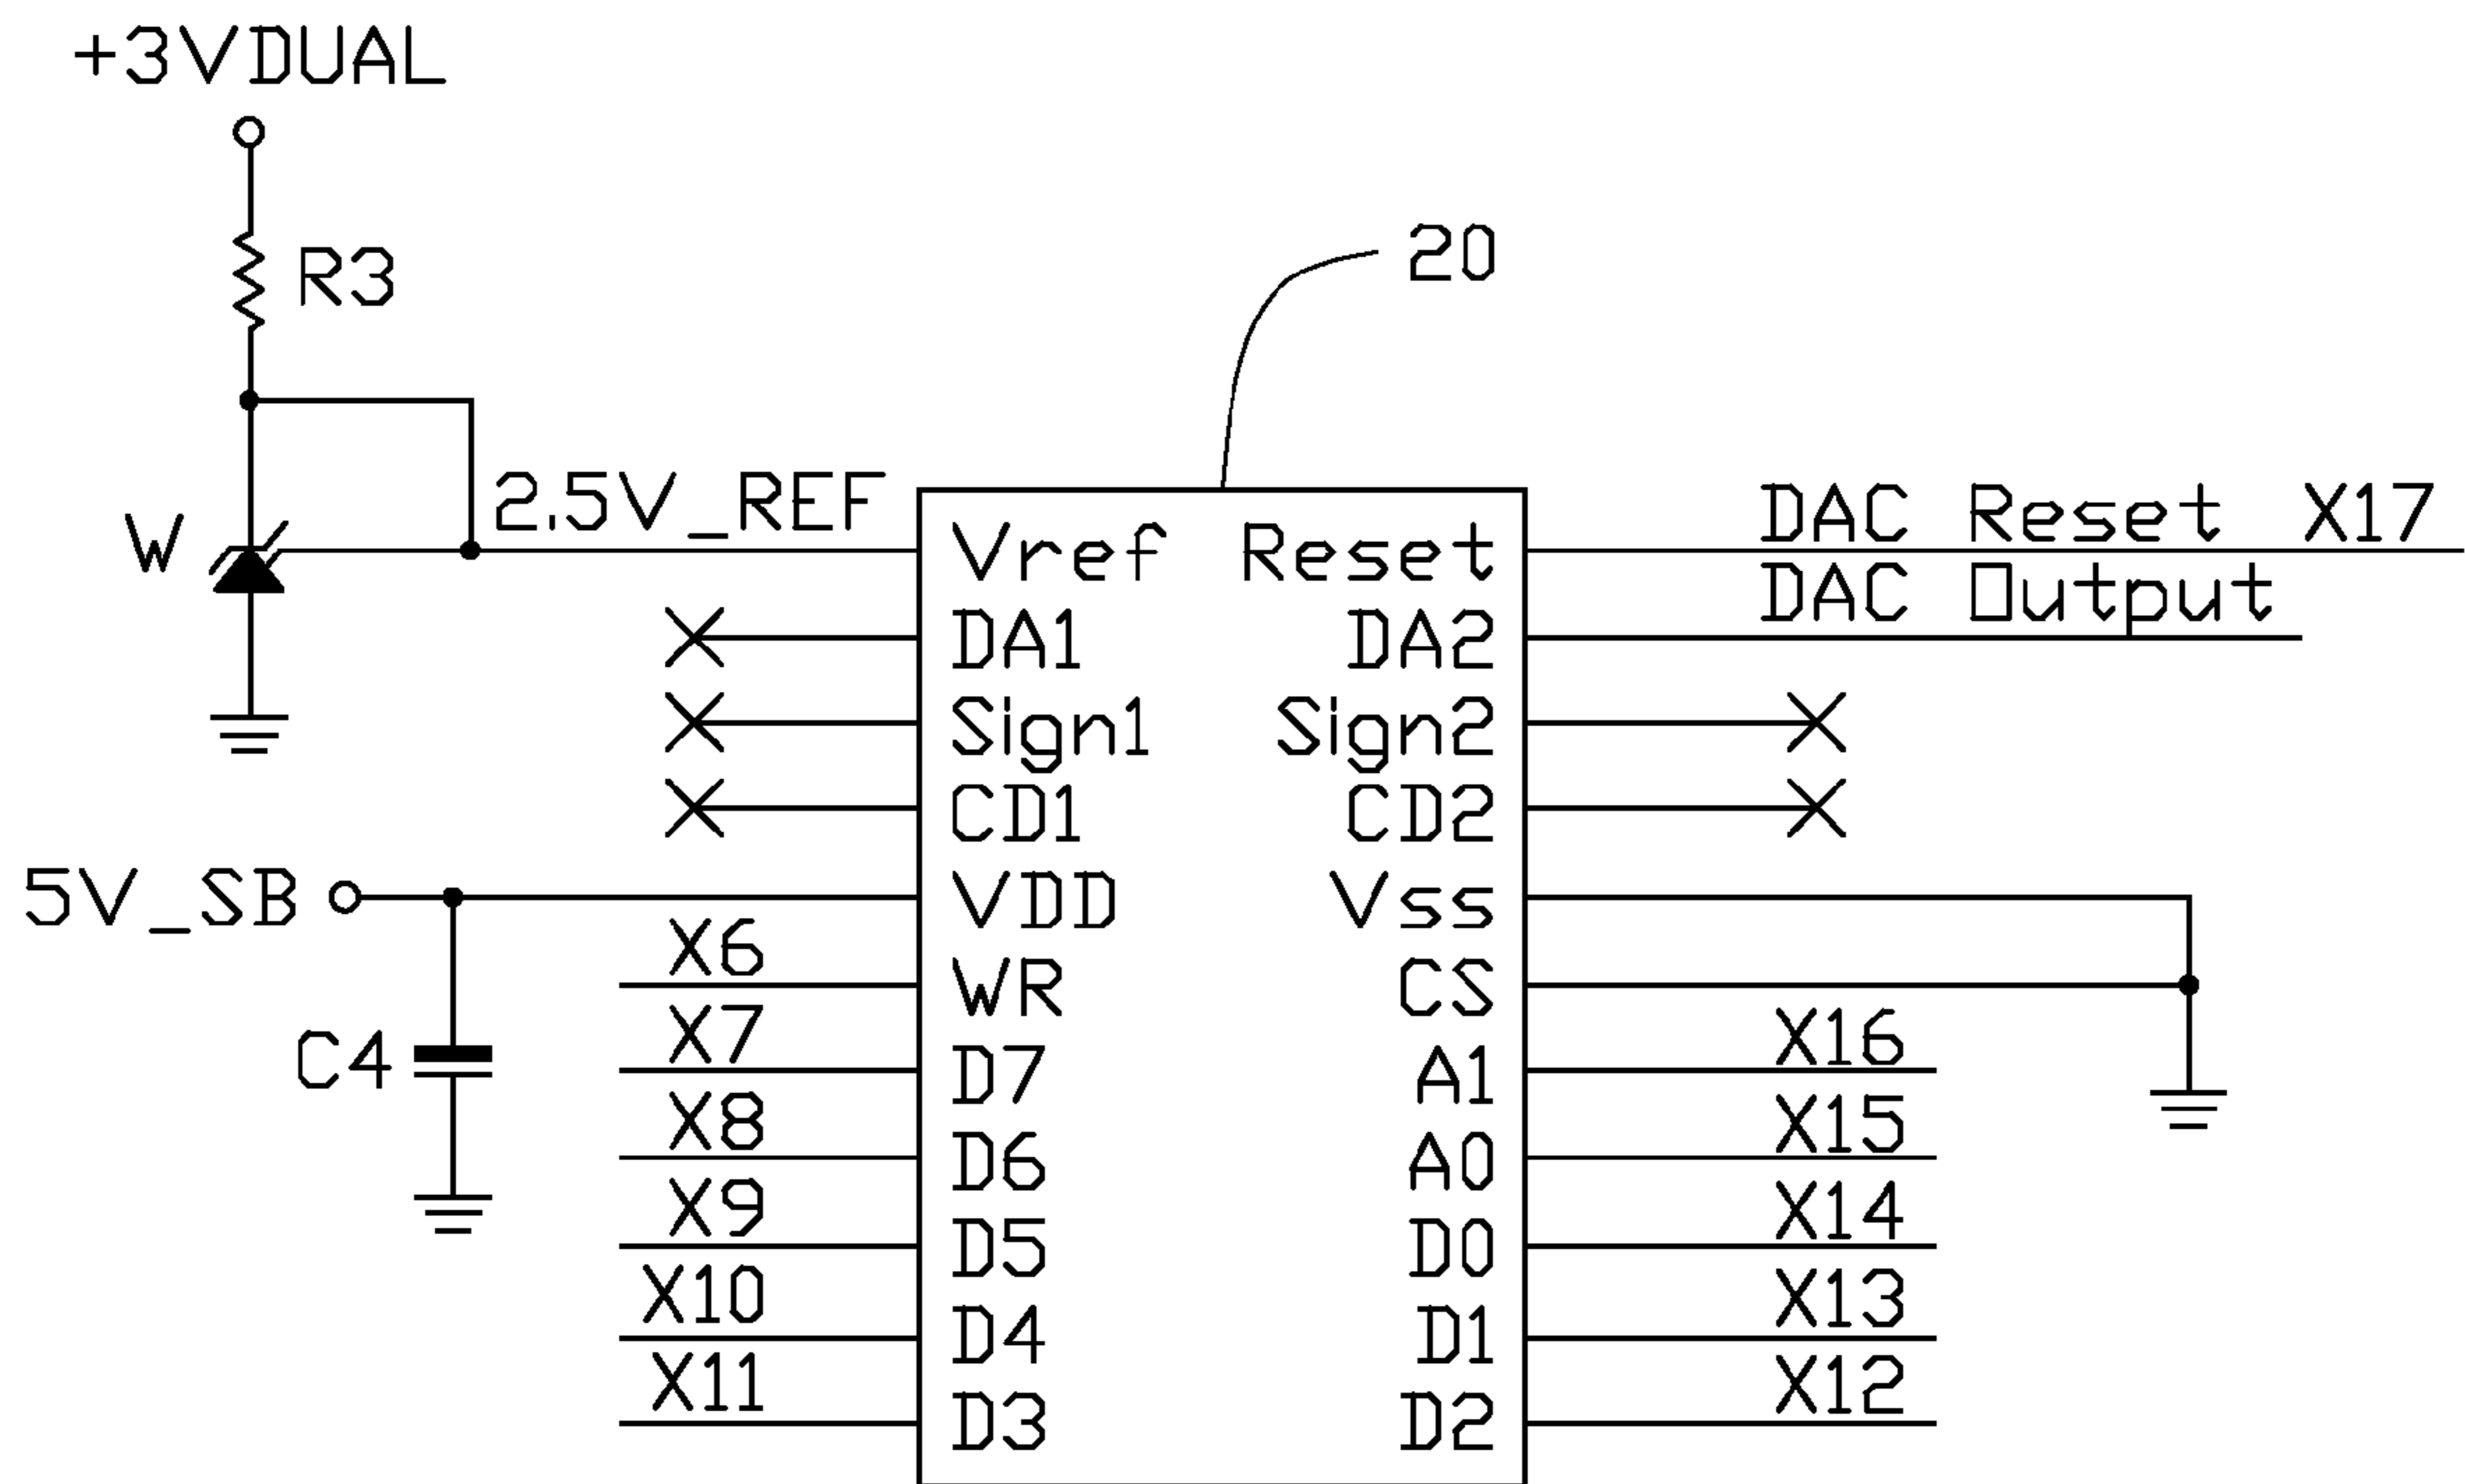 +3VDUAL
R3
20
W
2.5V_REF
DAC Reset X17
Vref Reset
DAC Output
DA1 DA2
Sign1 Sign2
CD1 CD2
5V_SB
VDD Vss
X6
WR CS
X7
X16
C4
D7 A1
X8
X15
D6 A0
X9
X14
D5 D0
X10
X13
D4 D1
X11
X12
D3 D2